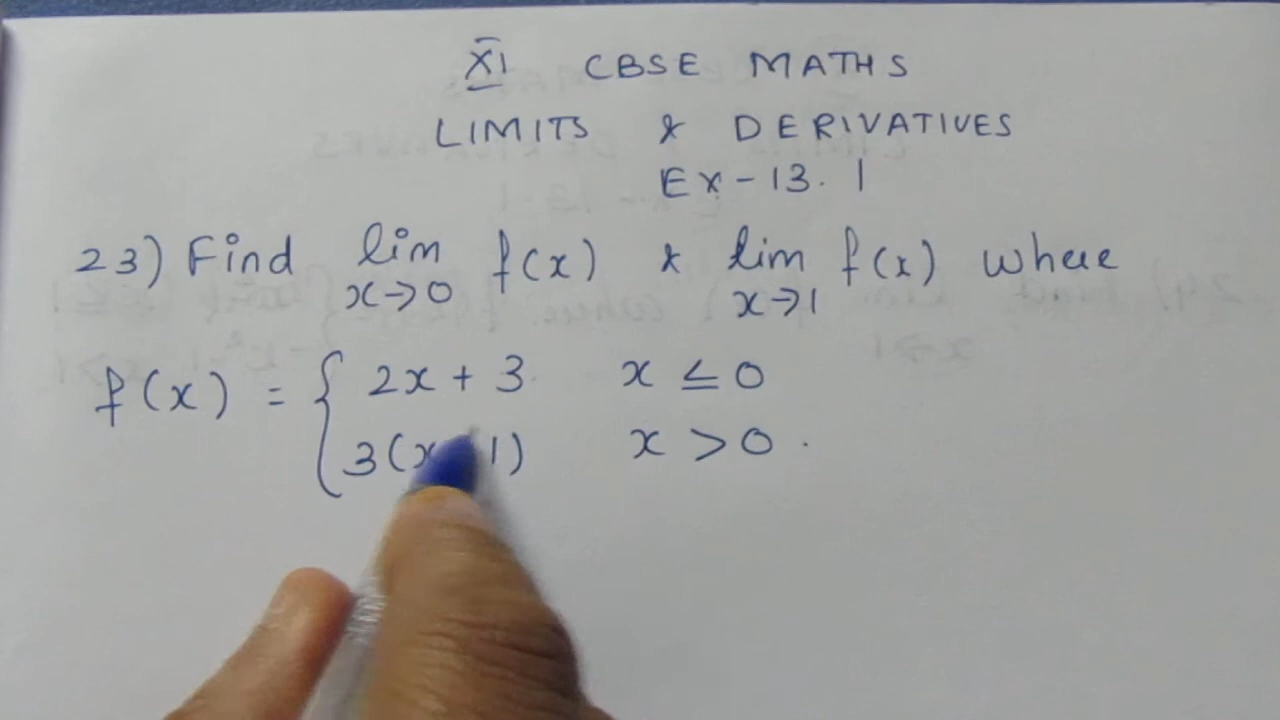 XI CBSE MATHS
LIMITS & DERIVATIVES
Ex - 13.1
23) Find lim x→0 f(x) & lim x→1 f(x) where
f(x) = { 2x + 3 x ≤ 0
3(x 1) x > 0.